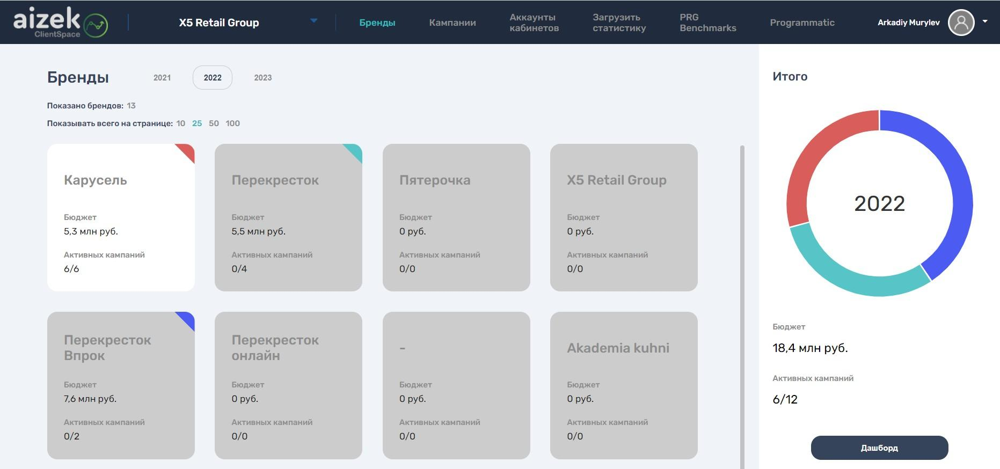 aizek
ClientSpace
X5 Retail Group
Бренды
Кампании
Аккаунты
кабинетов
Загрузить
статистику
PRG
Benchmarks
Programmatic
Arkadiy Murylev
Бренды
2021
2022
2023
Показано брендов: 13
Показывать всего на странице: 10 25 50 100
Карусель
Бюджет
5,3 млн руб.
Активных кампаний
6/6
Перекресток
Бюджет
5,5 млн руб.
Активных кампаний
0/4
Пятерочка
Бюджет
0 руб.
Активных кампаний
0/0
X5 Retail Group
Бюджет
0 руб.
Активных кампаний
0/0
Перекресток
Впрок
Бюджет
7,6 млн руб.
Активных кампаний
0/2
Перекресток
онлайн
Бюджет
0 руб.
Активных кампаний
0/0
-
Бюджет
0 руб.
Активных кампаний
0/0
Akademia kuhni
Бюджет
0 руб.
Активных кампаний
0/0
Итого
2022
Бюджет
18,4 млн руб.
Активных кампаний
6/12
Дашборд